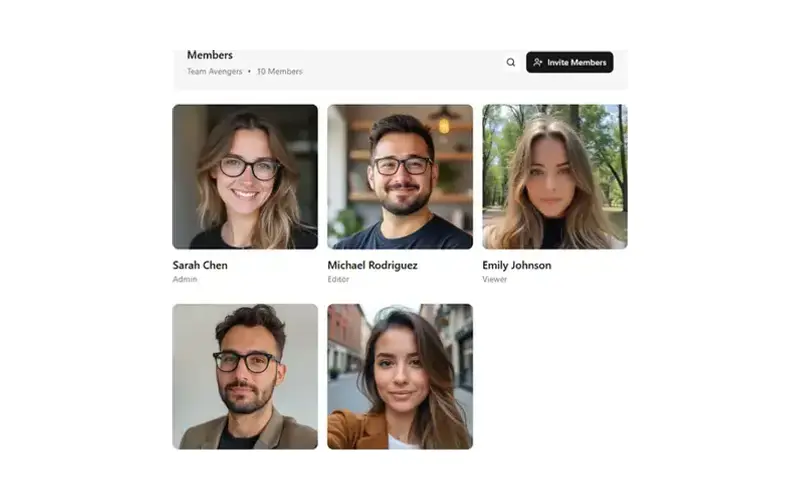 Members
Team Avengers • 10 Members
Invite Members
Sarah Chen
Admin
Michael Rodriguez
Editor
Emily Johnson
Viewer